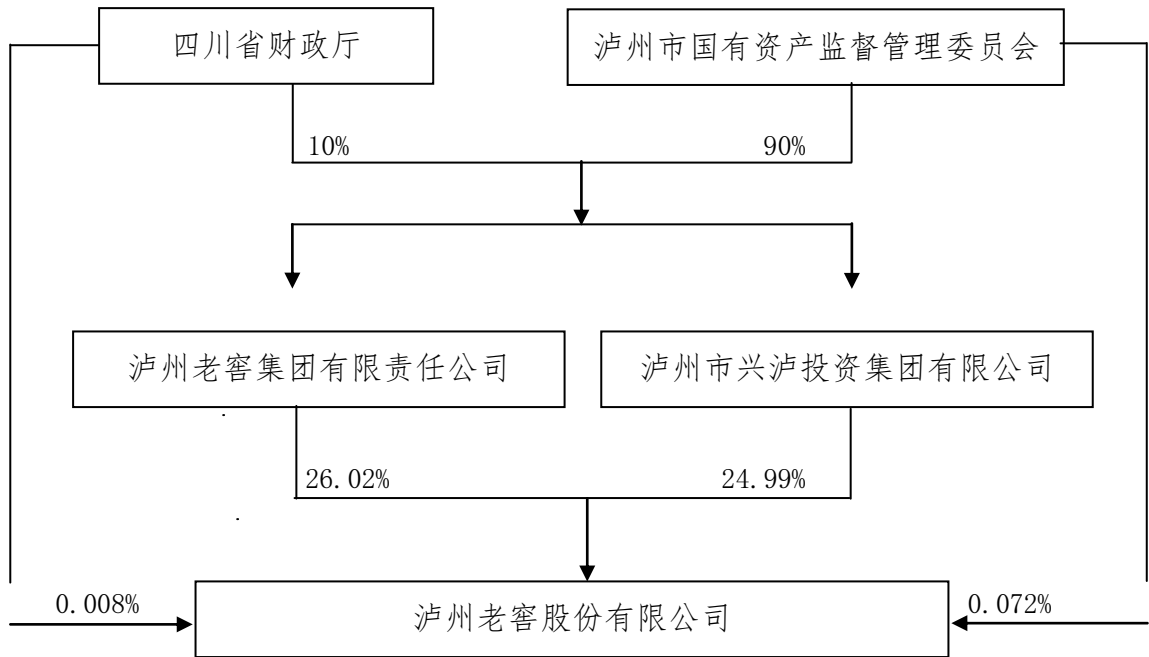 四川省财政厅
泸州市国有资产监督管理委员会
10%
90%
泸州老窖集团有限责任公司
泸州市兴泸投资集团有限公司
26.02%
24.99%
0.008%
泸州老窖股份有限公司
0.072%